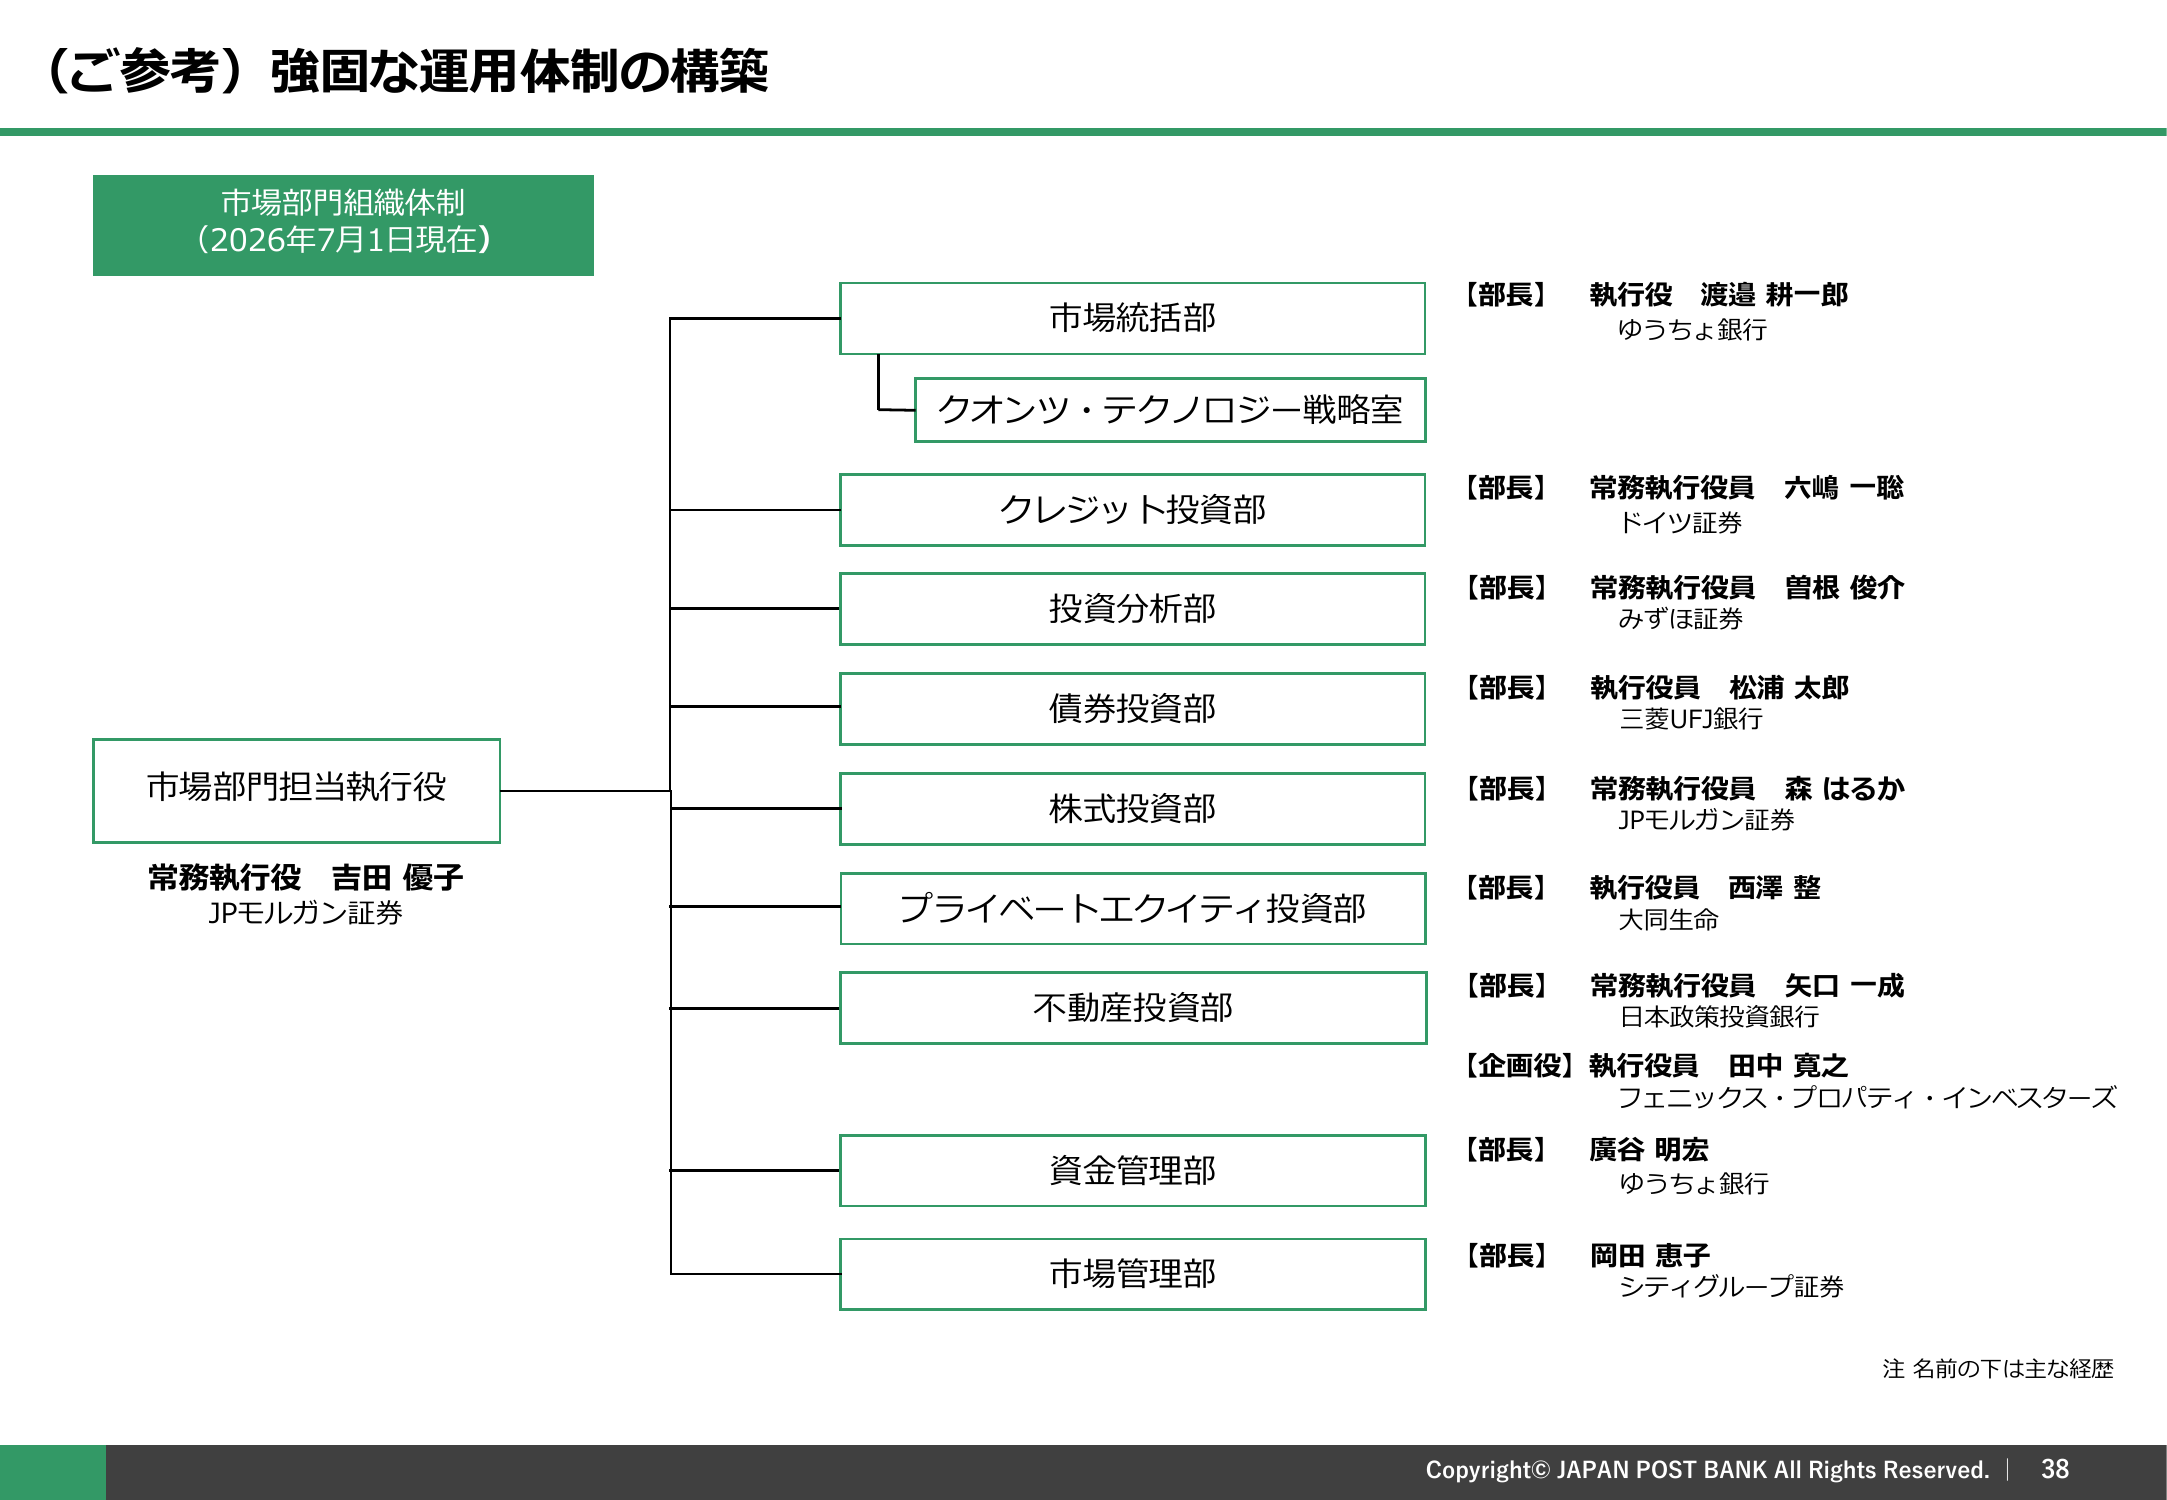 （ご参考）強固な運用体制の構築
市場部門組織体制
（2026年7月1日現在）
市場統括部
【部長】　執行役　渡邉 耕一郎
ゆうちょ銀行
クオンツ・テクノロジー戦略室
クレジット投資部
【部長】　常務執行役員　六嶋 一聡
ドイツ証券
投資分析部
【部長】　常務執行役員　曽根 俊介
みずほ証券
債券投資部
【部長】　執行役員　松浦 太郎
三菱UFJ銀行
市場部門担当執行役
常務執行役　吉田 優子
JPモルガン証券
株式投資部
【部長】　常務執行役員　森 はるか
JPモルガン証券
プライベートエクイティ投資部
【部長】　執行役員　西澤 整
大同生命
不動産投資部
【部長】　常務執行役員　矢口 一成
日本政策投資銀行
【企画役】執行役員　田中 寛之
フェニックス・プロパティ・インベスターズ
資金管理部
【部長】　廣谷 明宏
ゆうちょ銀行
市場管理部
【部長】　岡田 恵子
シティグループ証券
注 名前の下は主な経歴
Copyright© JAPAN POST BANK All Rights Reserved.｜ 38